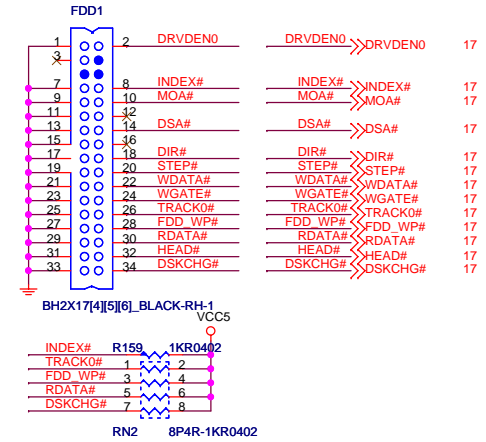 FDD1
1 2 DRVDEN0 DRVDEN0 DRVDEN0 17
3
7 8 INDEX# INDEX# INDEX# 17
9 10 MOA# MOA# MOA# 17
11 12
13 14 DSA# DSA# DSA# 17
15 16
17 18 DIR# DIR# DIR# 17
19 20 STEP# STEP# STEP# 17
21 22 WDATA# WDATA# WDATA# 17
23 24 WGATE# WGATE# WGATE# 17
25 26 TRACK0# TRACK0# TRACK0# 17
27 28 FDD_WP# FDD_WP# FDD_WP# 17
29 30 RDATA# RDATA# RDATA# 17
31 32 HEAD# HEAD# HEAD# 17
33 34 DSKCHG# DSKCHG# DSKCHG# 17
BH2X17[4][5][6]_BLACK-RH-1
VCC5
INDEX# R159 1KR0402
TRACK0# 1 2
FDD_WP# 3 4
RDATA# 5 6
DSKCHG# 7 8
RN2 8P4R-1KR0402